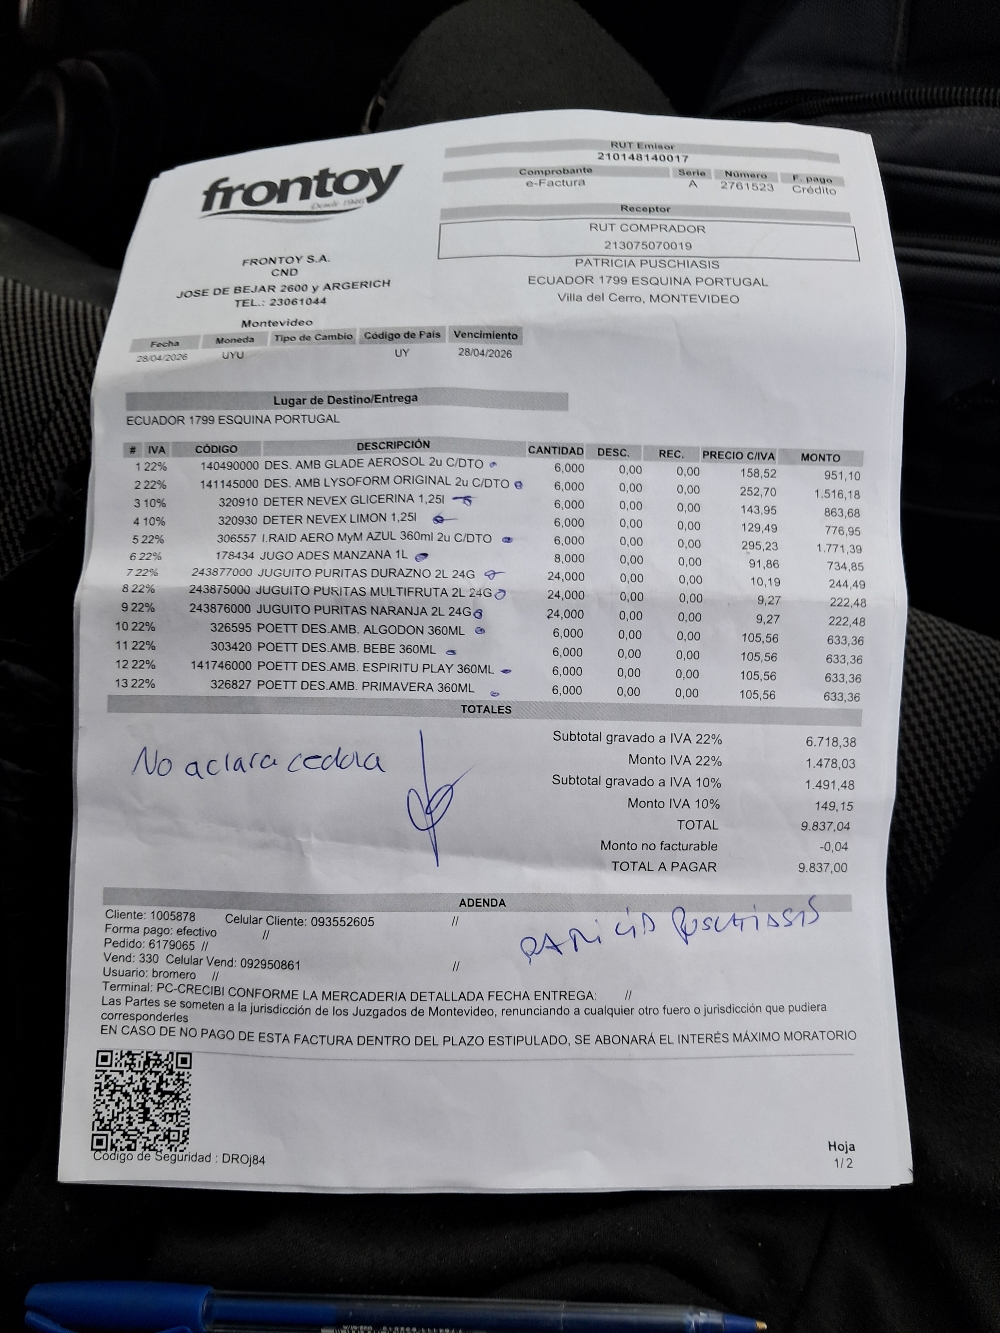 frontoy
Desde 1946
RUT Emisor
210148140017
Comprobante Serie Número F. pago
e-Factura A 2761523 Crédito
Receptor
RUT COMPRADOR
213075070019
PATRICIA PUSCHIASIS
ECUADOR 1799 ESQUINA PORTUGAL
Villa del Cerro, MONTEVIDEO
FRONTOY S.A.
CND
JOSE DE BEJAR 2600 y ARGERICH
TEL.: 23061044
Montevideo
Fecha Moneda Tipo de Cambio Código de País Vencimiento
28/04/2026 UYU UY 28/04/2026
Lugar de Destino/Entrega
ECUADOR 1799 ESQUINA PORTUGAL
# IVA CÓDIGO DESCRIPCIÓN CANTIDAD DESC. REC. PRECIO C/IVA MONTO
1 22% 140490000 DES. AMB GLADE AEROSOL 2u C/DTO 6,000 0,00 0,00 158,52 951,10
2 22% 141145000 DES. AMB LYSOFORM ORIGINAL 2u C/DTO 6,000 0,00 0,00 252,70 1.516,18
3 10% 320910 DETER NEVEX GLICERINA 1,25l 6,000 0,00 0,00 143,95 863,68
4 10% 320930 DETER NEVEX LIMON 1,25l 6,000 0,00 0,00 129,49 776,95
5 22% 306557 I.RAID AERO MyM AZUL 360ml 2u C/DTO 6,000 0,00 0,00 295,23 1.771,39
6 22% 178434 JUGO ADES MANZANA 1L 8,000 0,00 0,00 91,86 734,85
7 22% 243877000 JUGUITO PURITAS DURAZNO 2L 24G 24,000 0,00 0,00 10,19 244,49
8 22% 243875000 JUGUITO PURITAS MULTIFRUTA 2L 24G 24,000 0,00 0,00 9,27 222,48
9 22% 243876000 JUGUITO PURITAS NARANJA 2L 24G 24,000 0,00 0,00 9,27 222,48
10 22% 326595 POETT DES.AMB. ALGODON 360ML 6,000 0,00 0,00 105,56 633,36
11 22% 303420 POETT DES.AMB. BEBE 360ML 6,000 0,00 0,00 105,56 633,36
12 22% 141746000 POETT DES.AMB. ESPIRITU PLAY 360ML 6,000 0,00 0,00 105,56 633,36
13 22% 326827 POETT DES.AMB. PRIMAVERA 360ML 6,000 0,00 0,00 105,56 633,36
TOTALES
Subtotal gravado a IVA 22% 6.718,38
Monto IVA 22% 1.478,03
Subtotal gravado a IVA 10% 1.491,48
Monto IVA 10% 149,15
TOTAL 9.837,04
Monto no facturable -0,04
TOTAL A PAGAR 9.837,00
No aclara cedula
ADENDA
Cliente: 1005878 Celular Cliente: 093552605 //
Forma pago: efectivo //
Pedido: 6179065 //
Vend: 330 Celular Vend: 092950861 //
Usuario: bromero //
PATRICIA PUSCHIASIS
Terminal: PC-CRECIBI CONFORME LA MERCADERIA DETALLADA FECHA ENTREGA: //
Las Partes se someten a la jurisdicción de los Juzgados de Montevideo, renunciando a cualquier otro fuero o jurisdicción que pudiera
corresponderles
EN CASO DE NO PAGO DE ESTA FACTURA DENTRO DEL PLAZO ESTIPULADO, SE ABONARÁ EL INTERÉS MÁXIMO MORATORIO
Código de Seguridad : DROj84
Hoja
1/2